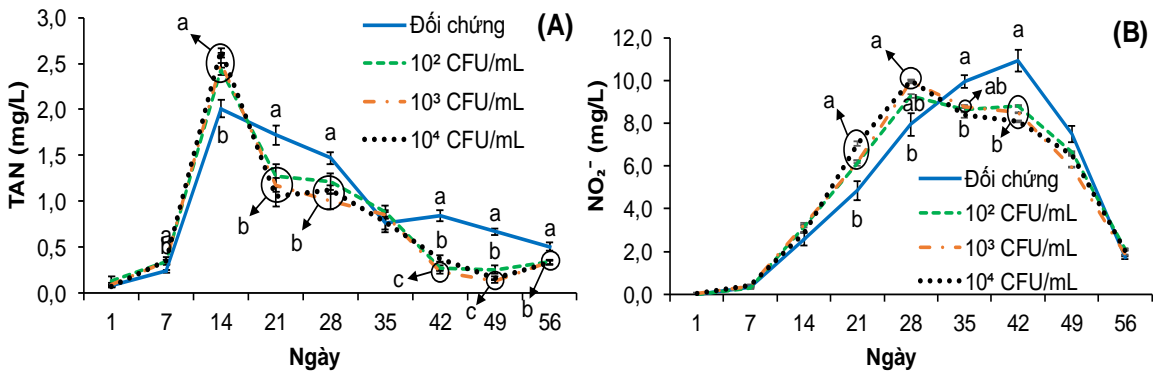 (A)
TAN (mg/L)
3,0
2,5
2,0
1,5
1,0
0,5
0,0
Đối chứng
10² CFU/mL
10³ CFU/mL
10⁴ CFU/mL
a
a
a
a
a
a
a
b
b
b
b
b
b
b
c
c
1 7 14 21 28 35 42 49 56
Ngày
(B)
NO₂⁻ (mg/L)
12,0
10,0
8,0
6,0
4,0
2,0
0,0
a
a
a
a
ab
ab
b
b
b
b
Đối chứng
10² CFU/mL
10³ CFU/mL
10⁴ CFU/mL
1 7 14 21 28 35 42 49 56
Ngày